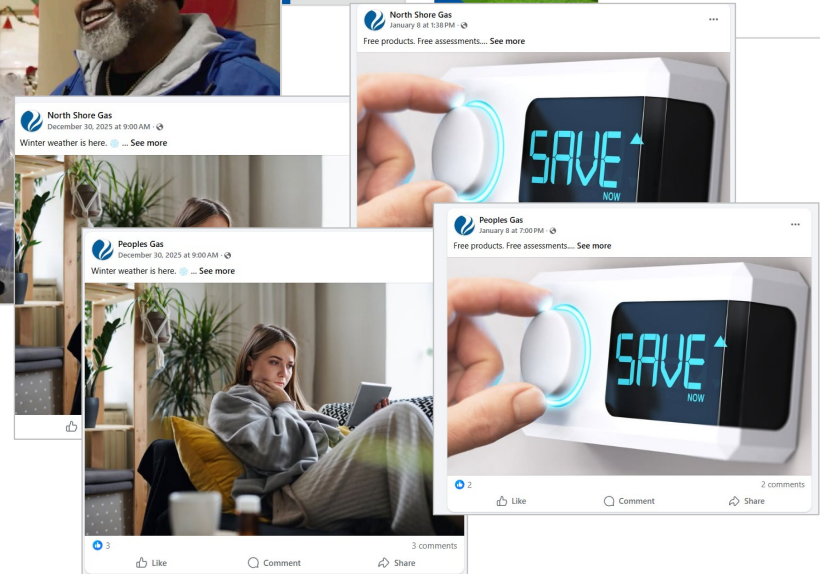 North Shore Gas
January 8 at 1:38 PM ·
Free products. Free assessments.... See more
SAVE
NOW
North Shore Gas
December 30, 2025 at 9:00 AM ·
Winter weather is here. ... See more
Peoples Gas
December 30, 2025 at 9:00 AM ·
Winter weather is here. ... See more
3
3 comments
Like
Comment
Share
Peoples Gas
January 8 at 7:00 PM ·
Free products. Free assessments.... See more
SAVE
NOW
2
2 comments
Like
Comment
Share